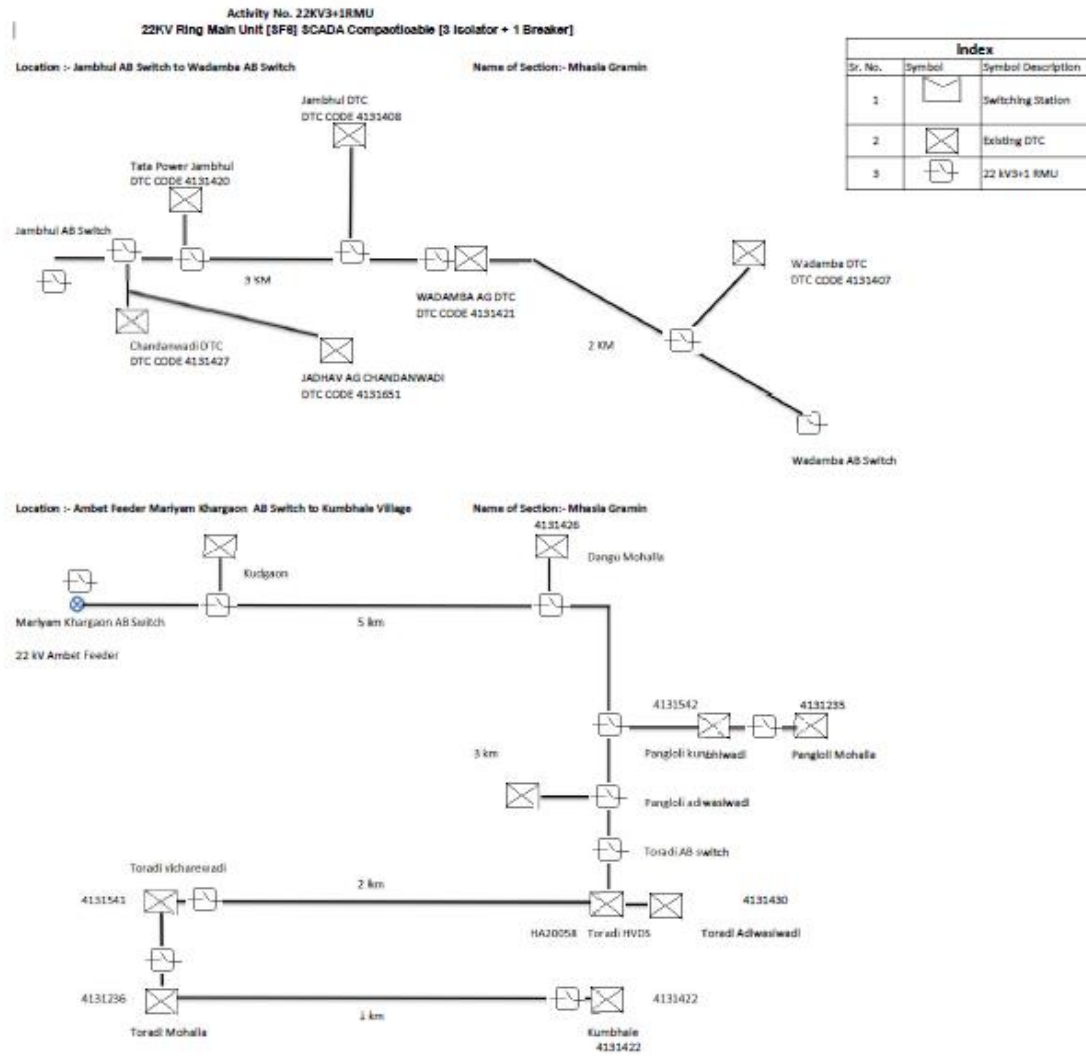 Activity No. 22KV3+1RMU
22KV Ring Main Unit [SF6] SCADA Compacticable [3 Isolator + 1 Breaker]
Location :- Jambhul AB Switch to Wadamba AB Switch
Name of Section:- Mhasla Gramin
Index
Sr. No. Symbol Symbol Description
1 Switching Station
2 Existing DTC
3 22 kV3+1 RMU
Jambhul DTC
DTC CODE 4131408
Tata Power Jambhul
DTC CODE 4131420
Jambhul AB Switch
3 KM
WADAMBA AG DTC
DTC CODE 4131421
Wadamba DTC
DTC CODE 4131407
2 KM
Chandanwadi DTC
DTC CODE 4131427
JADHAV AG CHANDANWADI
DTC CODE 4131651
Wadamba AB Switch
Location :- Ambet Feeder Mariyam Khargaon AB Switch to Kumbhale Village
Name of Section:- Mhasla Gramin
4131426
Dangu Mohalla
Kudgaon
Mariyam Khargaon AB Switch
5 km
22 kV Ambet Feeder
4131542
4131235
3 km
Pangloli kunbhiwadi
Pangloli Mohalla
Pangloli adiwasiwadi
Toradi AB switch
Toradi vicharewadi
2 km
4131541
4131430
HA20058 Toradi HVDS
Toradi Adiwasiwadi
4131236
4131422
1 km
Toradi Mohalla
Kumbhale
4131422